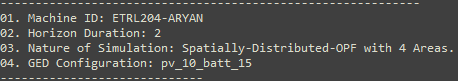 ------------------------------------------------------------
01. Machine ID: ETRL204-ARYAN
02. Horizon Duration: 2
03. Nature of Simulation: Spatially-Distributed-OPF with 4 Areas.
04. GED Configuration: pv_10_batt_15
-----------------------------